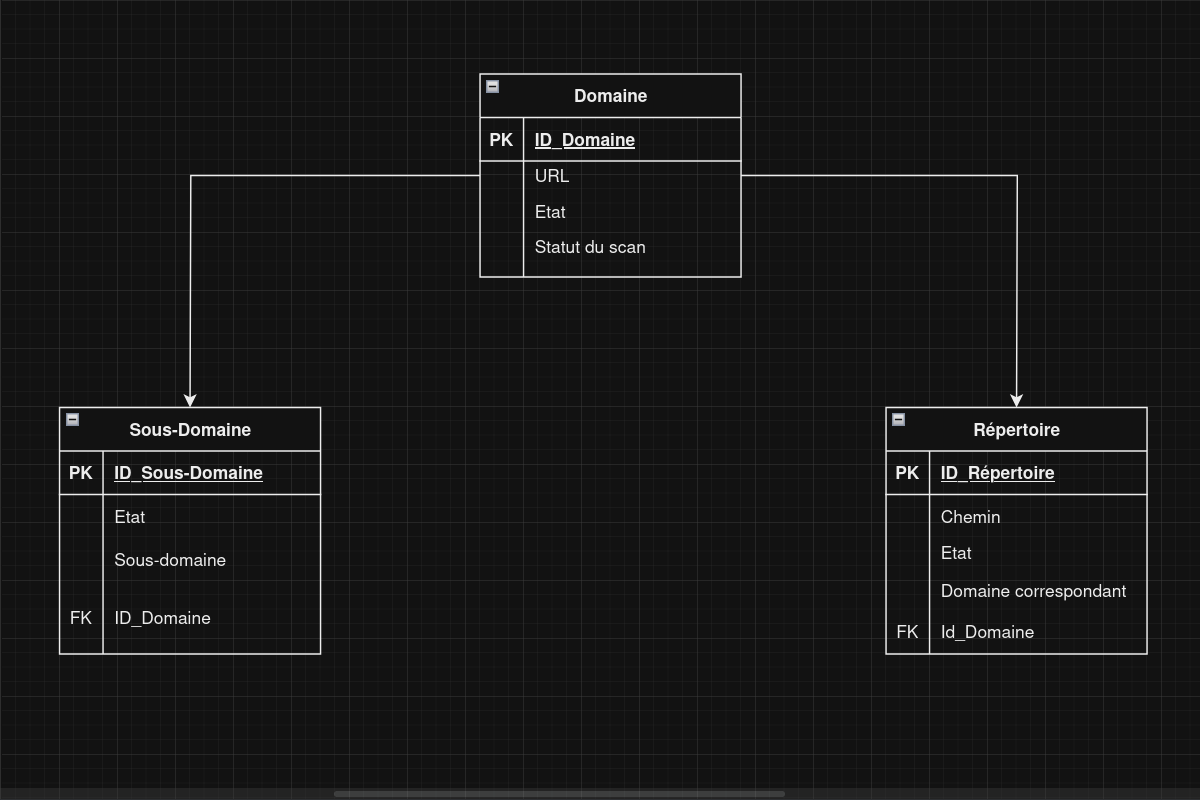 Domaine
PK ID_Domaine
URL
Etat
Statut du scan
Sous-Domaine
PK ID_Sous-Domaine
Etat
Sous-domaine
FK ID_Domaine
Répertoire
PK ID_Répertoire
Chemin
Etat
Domaine correspondant
FK Id_Domaine